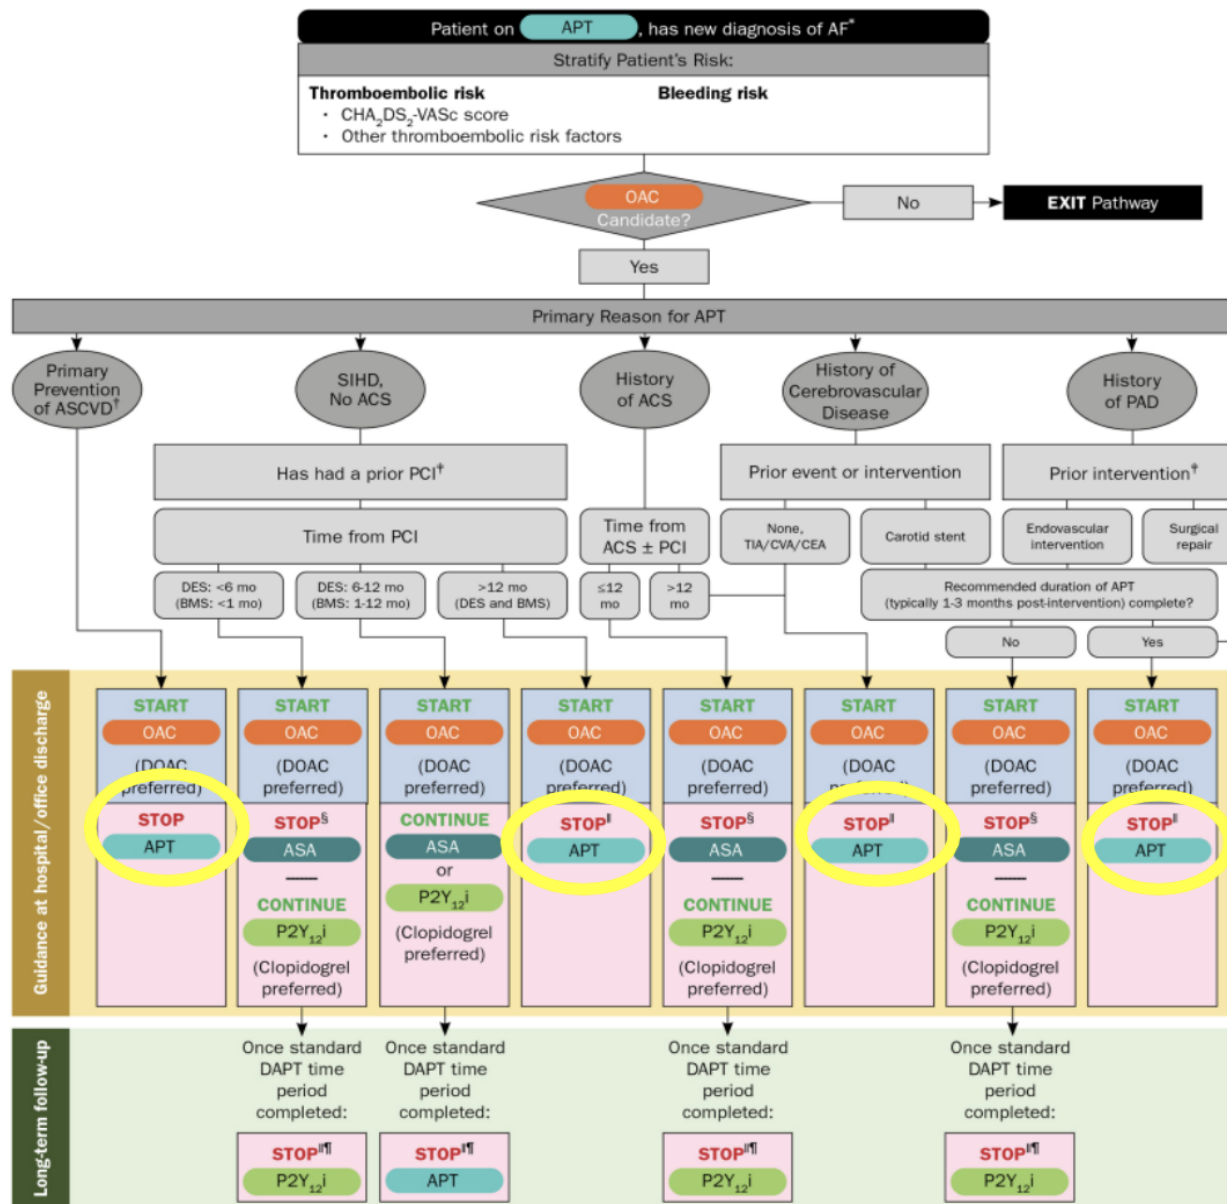 Patient on APT, has new diagnosis of AF*
Stratify Patient's Risk:
Thromboembolic risk
• CHA₂DS₂-VASc score
• Other thromboembolic risk factors
Bleeding risk
OAC
Candidate?
No
EXIT Pathway
Yes
Primary Reason for APT
Primary
Prevention
of ASCVD†
SIHD,
No ACS
History
of ACS
History of
Cerebrovascular
Disease
History
of PAD
Has had a prior PCI‡
Prior event or intervention
Prior intervention‡
Time from PCI
Time from
ACS ± PCI
None,
TIA/CVA/CEA
Carotid stent
Endovascular
intervention
Surgical
repair
DES: <6 mo
(BMS: <1 mo)
DES: 6-12 mo
(BMS: 1-12 mo)
>12 mo
(DES and BMS)
≤12
mo
>12
mo
Recommended duration of APT
(typically 1-3 months post-intervention) complete?
No
Yes
Guidance at hospital/office discharge
START
OAC
(DOAC
preferred)
STOP
APT
START
OAC
(DOAC
preferred)
STOP§
ASA
CONTINUE
P2Y₁₂i
(Clopidogrel
preferred)
START
OAC
(DOAC
preferred)
CONTINUE
ASA
or
P2Y₁₂i
(Clopidogrel
preferred)
START
OAC
(DOAC
preferred)
STOP‖
APT
START
OAC
(DOAC
preferred)
STOP§
ASA
CONTINUE
P2Y₁₂i
(Clopidogrel
preferred)
START
OAC
(DOAC
preferred)
STOP‖
APT
START
OAC
(DOAC
preferred)
STOP§
ASA
CONTINUE
P2Y₁₂i
(Clopidogrel
preferred)
START
OAC
(DOAC
preferred)
STOP‖
APT
Long-term follow-up
Once standard
DAPT time
period
completed:
STOP‖¶
P2Y₁₂i
Once standard
DAPT time
period
completed:
STOP‖¶
APT
Once standard
DAPT time
period
completed:
STOP‖¶
P2Y₁₂i
Once standard
DAPT time
period
completed:
STOP‖¶
P2Y₁₂i